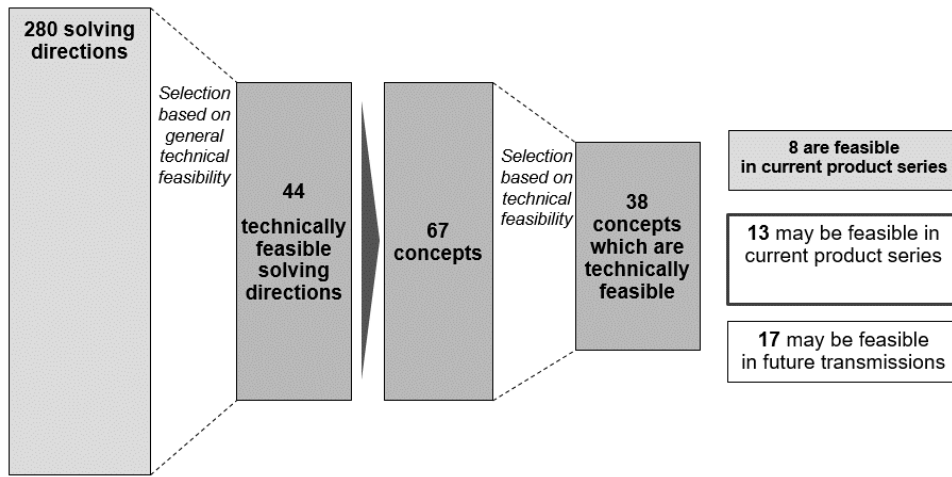 280 solving
directions
Selection
based on
general
technical
feasibility
44
technically
feasible
solving
directions
67
concepts
Selection
based on
technical
feasibility
38
concepts
which are
technically
feasible
8 are feasible
in current product series
13 may be feasible in
current product series
17 may be feasible
in future transmissions